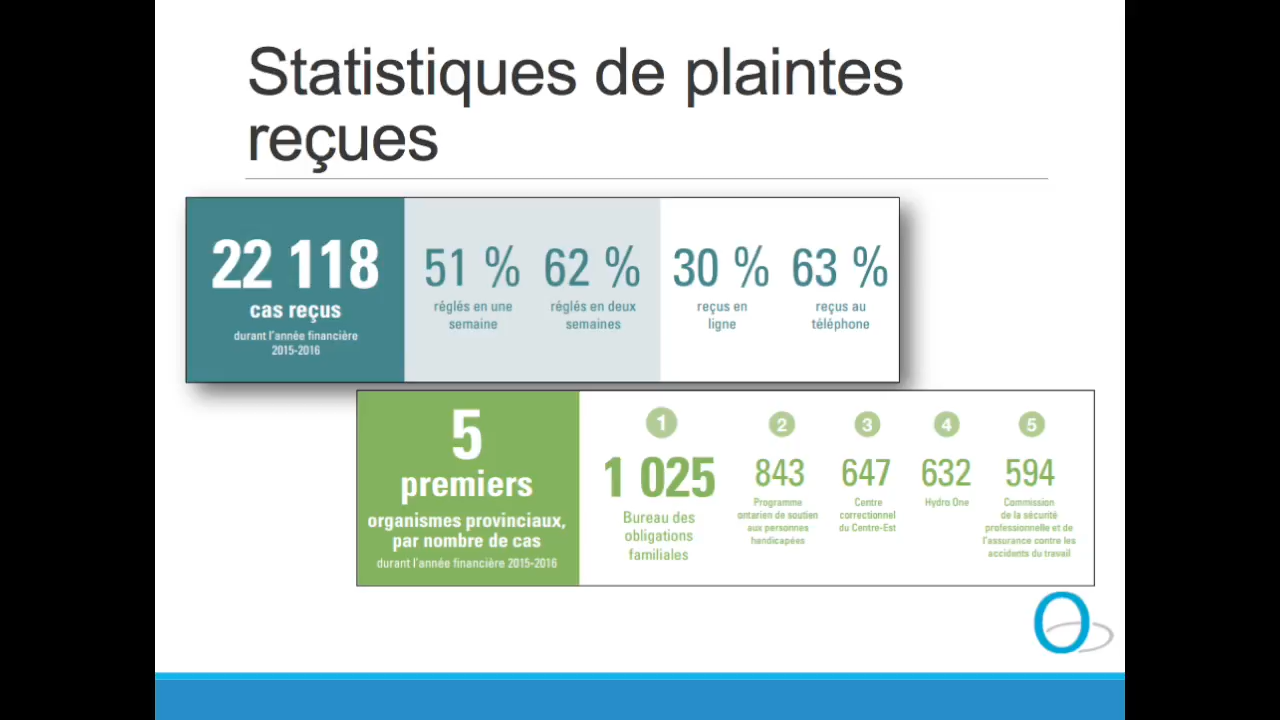 Statistiques de plaintes
reçues
22 118
cas reçus
durant l'année financière
2015-2016
51 %
réglés en une
semaine
62 %
réglés en deux
semaines
30 %
reçus en
ligne
63 %
reçus au
téléphone
5
premiers
organismes provinciaux,
par nombre de cas
durant l'année financière 2015-2016
1
1 025
Bureau des
obligations
familiales
2
843
Programme
ontarien de soutien
aux personnes
handicapées
3
647
Centre
correctionnel
du Centre-Est
4
632
Hydro One
5
594
Commission
de la sécurité
professionelle et de
l'assurance contre les
accidents du travail